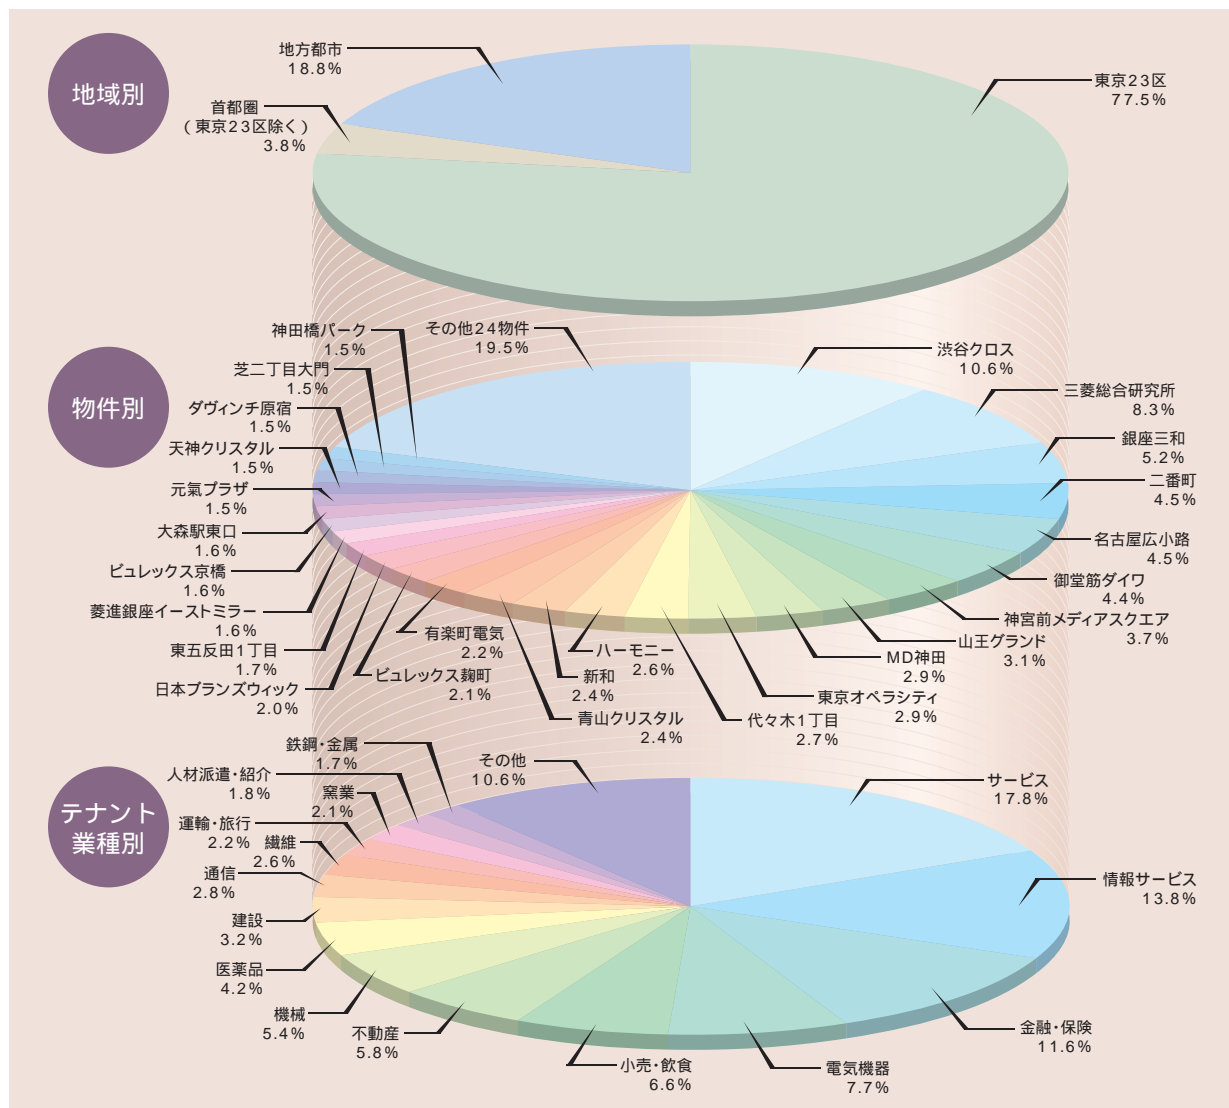 地域別
地方都市
18.8%
首都圏
(東京23区除く)
3.8%
東京23区
77.5%
物件別
渋谷クロス
10.6%
三菱総合研究所
8.3%
銀座三和
5.2%
二番町
4.5%
名古屋広小路
4.5%
御堂筋ダイワ
4.4%
神宮前メディアスクエア
3.7%
山王グランド
3.1%
MD神田
2.9%
東京オペラシティ
2.9%
代々木1丁目
2.7%
ハーモニー
2.6%
新和
2.4%
青山クリスタル
2.4%
有楽町電気
2.2%
ビュレックス麹町
2.1%
日本ブランズウィック
2.0%
東五反田1丁目
1.7%
菱進銀座イーストミラー
1.6%
ビュレックス京橋
1.6%
大森駅東口
1.6%
元氣プラザ
1.5%
天神クリスタル
1.5%
ダヴィンチ原宿
1.5%
芝二丁目大門
1.5%
神田橋パーク
1.5%
その他24物件
19.5%
テナント
業種別
サービス
17.8%
情報サービス
13.8%
金融・保険
11.6%
電気機器
7.7%
小売・飲食
6.6%
不動産
5.8%
機械
5.4%
医薬品
4.2%
建設
3.2%
通信
2.8%
繊維
2.6%
運輸・旅行
2.2%
窯業
2.1%
人材派遣・紹介
1.8%
鉄鋼・金属
1.7%
その他
10.6%